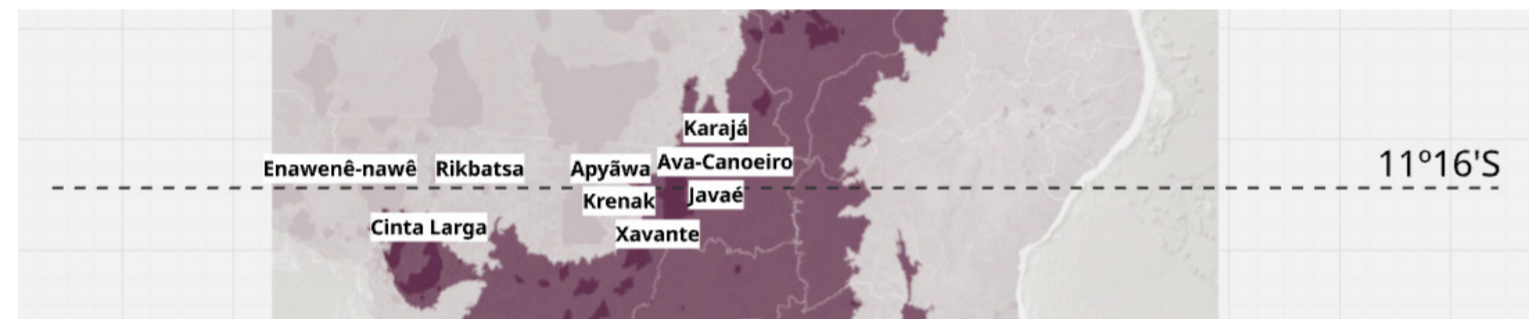 Karajá
Enawenê-nawê Rikbatsa Apyãwa Ava-Canoeiro
11º16'S
Krenak Javaé
Cinta Larga Xavante